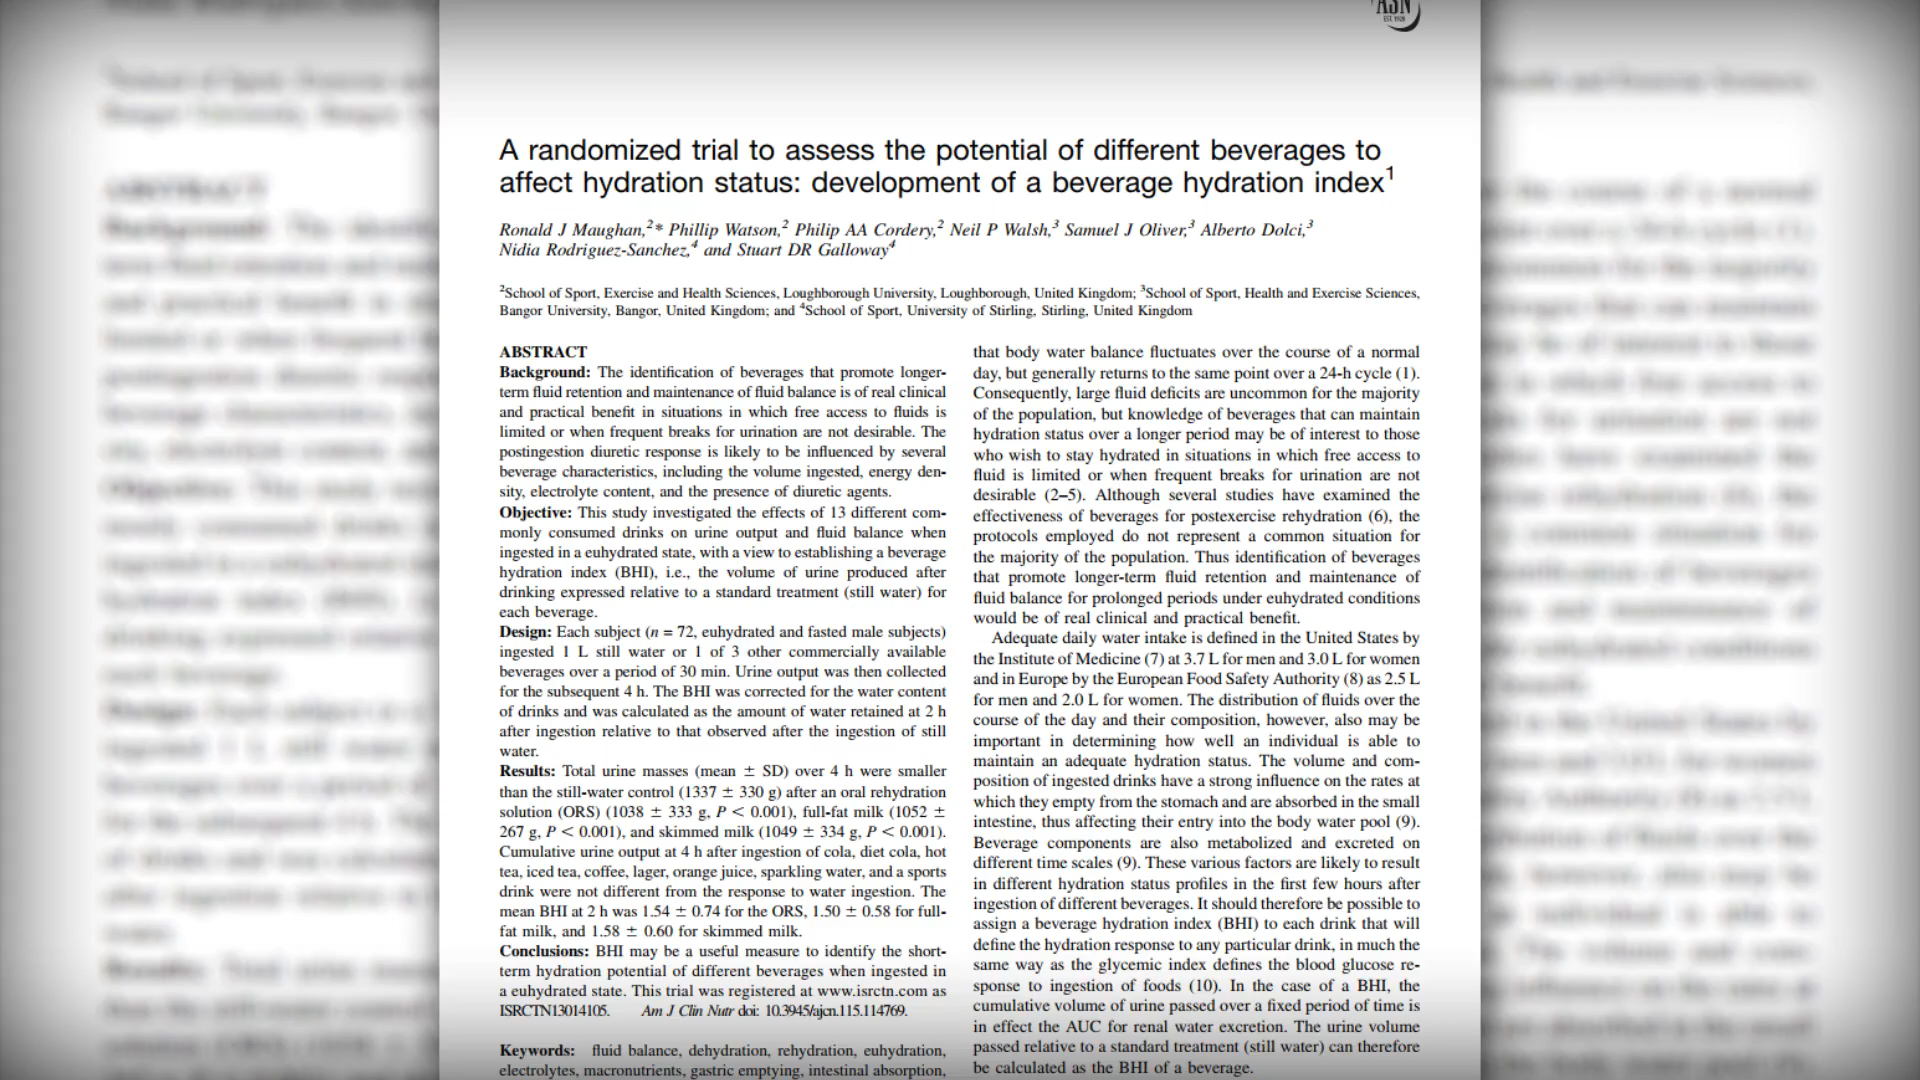 ASN
EST. 1928
A randomized trial to assess the potential of different beverages to
affect hydration status: development of a beverage hydration index1
Ronald J Maughan,2* Phillip Watson,2 Philip AA Cordery,2 Neil P Walsh,3 Samuel J Oliver,3 Alberto Dolci,3
Nidia Rodriguez-Sanchez,4 and Stuart DR Galloway4
2School of Sport, Exercise and Health Sciences, Loughborough University, Loughborough, United Kingdom; 3School of Sport, Health and Exercise Sciences,
Bangor University, Bangor, United Kingdom; and 4School of Sport, University of Stirling, Stirling, United Kingdom
ABSTRACT
Background: The identification of beverages that promote longer-
term fluid retention and maintenance of fluid balance is of real clinical
and practical benefit in situations in which free access to fluids is
limited or when frequent breaks for urination are not desirable. The
postingestion diuretic response is likely to be influenced by several
beverage characteristics, including the volume ingested, energy den-
sity, electrolyte content, and the presence of diuretic agents.
Objective: This study investigated the effects of 13 different com-
monly consumed drinks on urine output and fluid balance when
ingested in a euhydrated state, with a view to establishing a beverage
hydration index (BHI), i.e., the volume of urine produced after
drinking expressed relative to a standard treatment (still water) for
each beverage.
Design: Each subject (n = 72, euhydrated and fasted male subjects)
ingested 1 L still water or 1 of 3 other commercially available
beverages over a period of 30 min. Urine output was then collected
for the subsequent 4 h. The BHI was corrected for the water content
of drinks and was calculated as the amount of water retained at 2 h
after ingestion relative to that observed after the ingestion of still
water.
Results: Total urine masses (mean ± SD) over 4 h were smaller
than the still-water control (1337 ± 330 g) after an oral rehydration
solution (ORS) (1038 ± 333 g, P < 0.001), full-fat milk (1052 ±
267 g, P < 0.001), and skimmed milk (1049 ± 334 g, P < 0.001).
Cumulative urine output at 4 h after ingestion of cola, diet cola, hot
tea, iced tea, coffee, lager, orange juice, sparkling water, and a sports
drink were not different from the response to water ingestion. The
mean BHI at 2 h was 1.54 ± 0.74 for the ORS, 1.50 ± 0.58 for full-
fat milk, and 1.58 ± 0.60 for skimmed milk.
Conclusions: BHI may be a useful measure to identify the short-
term hydration potential of different beverages when ingested in
a euhydrated state. This trial was registered at www.isrctn.com as
ISRCTN13014105. Am J Clin Nutr doi: 10.3945/ajcn.115.114769.
Keywords: fluid balance, dehydration, rehydration, euhydration,
electrolytes, macronutrients, gastric emptying, intestinal absorption,
that body water balance fluctuates over the course of a normal
day, but generally returns to the same point over a 24-h cycle (1).
Consequently, large fluid deficits are uncommon for the majority
of the population, but knowledge of beverages that can maintain
hydration status over a longer period may be of interest to those
who wish to stay hydrated in situations in which free access to
fluid is limited or when frequent breaks for urination are not
desirable (2–5). Although several studies have examined the
effectiveness of beverages for postexercise rehydration (6), the
protocols employed do not represent a common situation for
the majority of the population. Thus identification of beverages
that promote longer-term fluid retention and maintenance of
fluid balance for prolonged periods under euhydrated conditions
would be of real clinical and practical benefit.
Adequate daily water intake is defined in the United States by
the Institute of Medicine (7) at 3.7 L for men and 3.0 L for women
and in Europe by the European Food Safety Authority (8) as 2.5 L
for men and 2.0 L for women. The distribution of fluids over the
course of the day and their composition, however, also may be
important in determining how well an individual is able to
maintain an adequate hydration status. The volume and com-
position of ingested drinks have a strong influence on the rates at
which they empty from the stomach and are absorbed in the small
intestine, thus affecting their entry into the body water pool (9).
Beverage components are also metabolized and excreted on
different time scales (9). These various factors are likely to result
in different hydration status profiles in the first few hours after
ingestion of different beverages. It should therefore be possible to
assign a beverage hydration index (BHI) to each drink that will
define the hydration response to any particular drink, in much the
same way as the glycemic index defines the blood glucose re-
sponse to ingestion of foods (10). In the case of a BHI, the
cumulative volume of urine passed over a fixed period of time is
in effect the AUC for renal water excretion. The urine volume
passed relative to a standard treatment (still water) can therefore
be calculated as the BHI of a beverage.